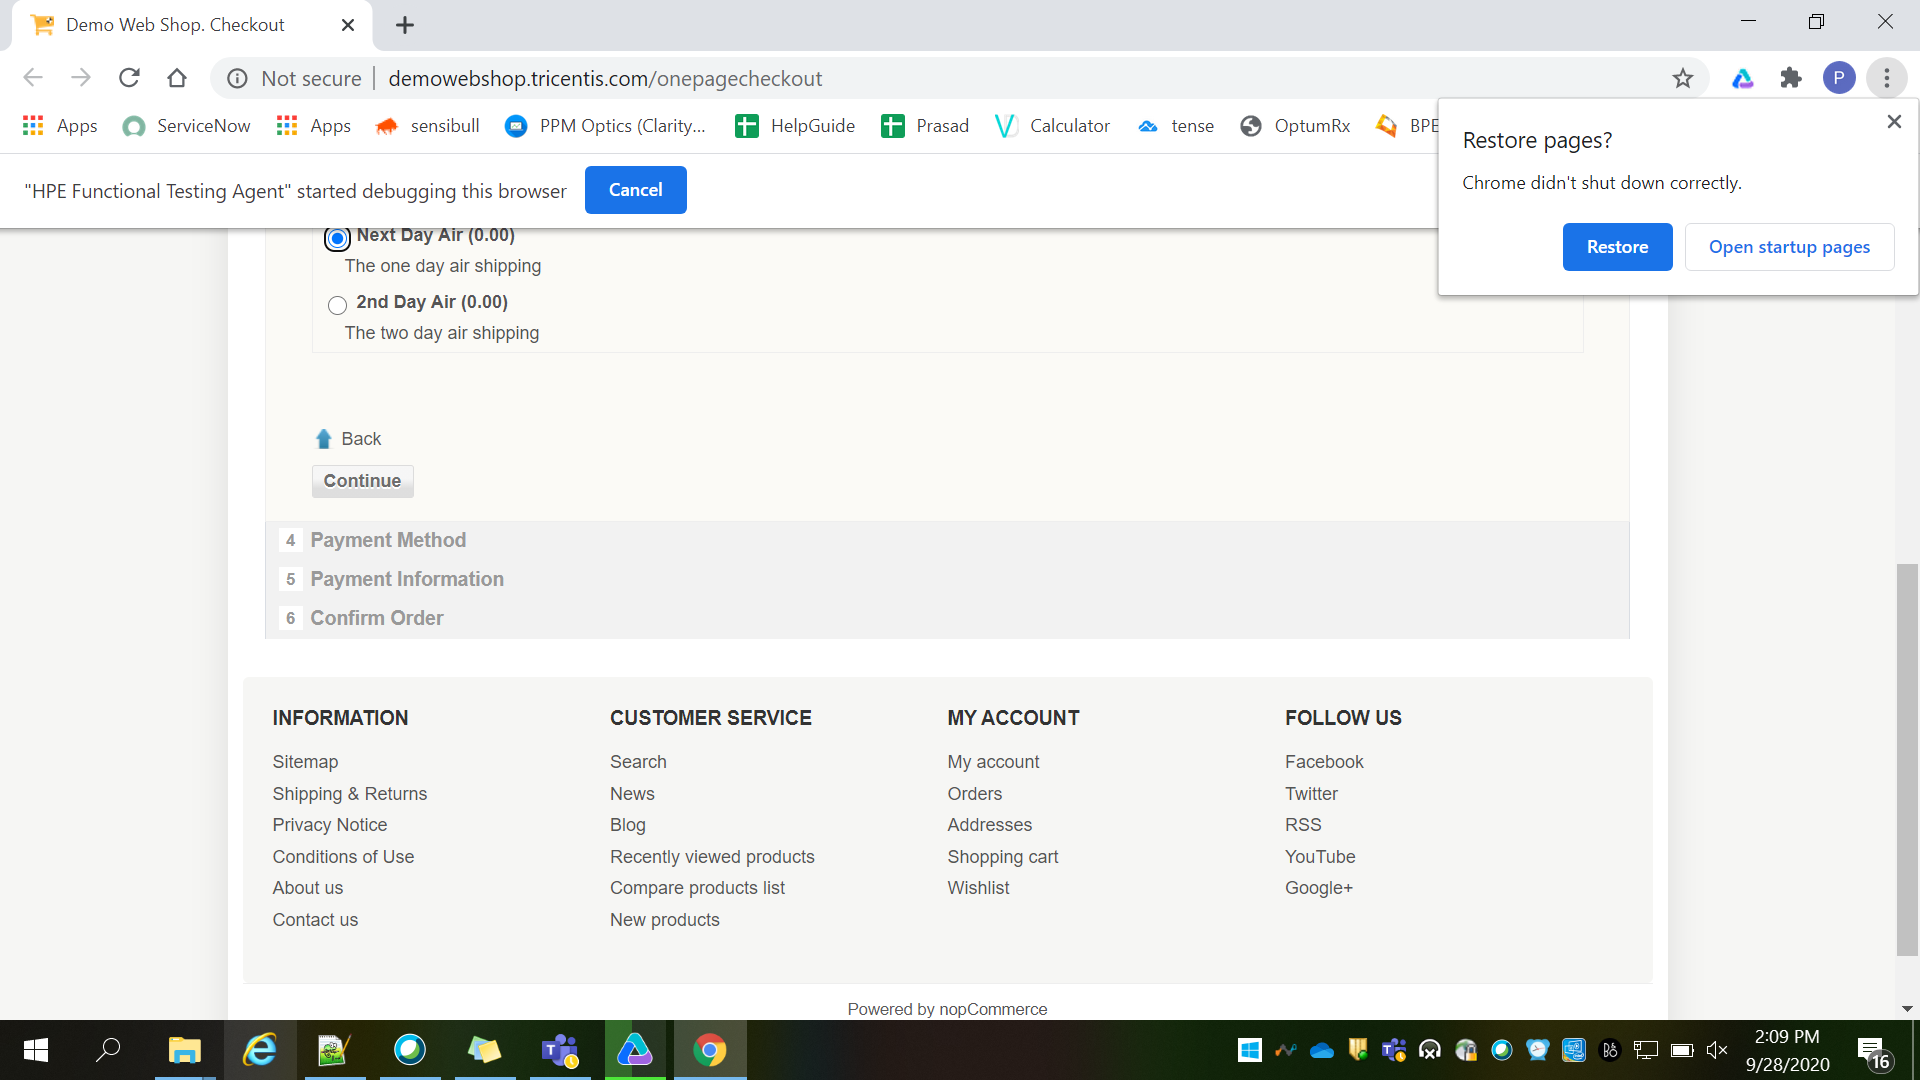 Demo Web Shop. Checkout
Not secure demowebshop.tricentis.com/onepagecheckout
P
Apps ServiceNow Apps sensibull PPM Optics (Clarity... HelpGuide Prasad Calculator tense OptumRx BPE
Restore pages?
Chrome didn't shut down correctly.
Restore Open startup pages
"HPE Functional Testing Agent" started debugging this browser Cancel
Next Day Air (0.00)
The one day air shipping
2nd Day Air (0.00)
The two day air shipping
Back
Continue
4 Payment Method
5 Payment Information
6 Confirm Order
INFORMATION CUSTOMER SERVICE MY ACCOUNT FOLLOW US
Sitemap Search My account Facebook
Shipping & Returns News Orders Twitter
Privacy Notice Blog Addresses RSS
Conditions of Use Recently viewed products Shopping cart YouTube
About us Compare products list Wishlist Google+
Contact us New products
Powered by nopCommerce
2:09 PM
9/28/2020
16